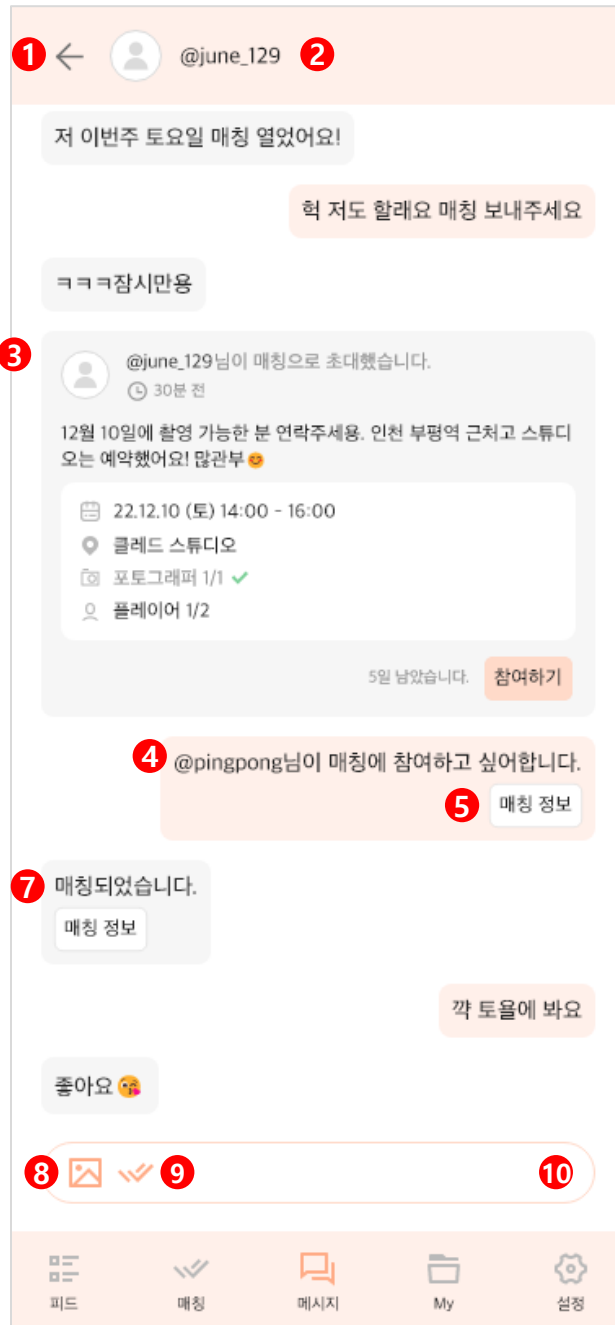 1 @june_129 2
저 이번주 토요일 매칭 열었어요!
헉 저도 할래요 매칭 보내주세요
ㅋㅋㅋ잠시만용
3
@june_129님이 매칭으로 초대했습니다.
30분 전
12월 10일에 촬영 가능한 분 연락주세용. 인천 부평역 근처고 스튜디
오는 예약했어요! 많관부
22.12.10 (토) 14:00 - 16:00
클레드 스튜디오
포토그래퍼 1/1
플레이어 1/2
5일 남았습니다. 참여하기
4 @pingpong님이 매칭에 참여하고 싶어합니다.
5 매칭 정보
7 매칭되었습니다.
매칭 정보
꺅 토욜에 봐요
좋아요
8 9 10
피드 매칭 메시지 My 설정